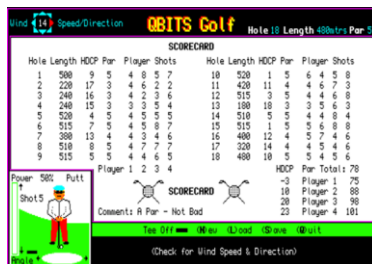 Wind 14 Speed/Direction QBITS Golf Hole 18 Length 480mtrs Par 5
SCORECARD
Hole Length HDCP Par Player Shots Hole Length HDCP Par Player Shots
1 500 9 5 4 8 5 7 10 520 1 5 6 4 5 8
2 220 17 3 4 6 2 2 11 420 11 4 4 6 7 3
3 240 16 3 4 2 3 6 12 515 3 5 4 4 6 8
4 240 15 3 3 3 5 4 13 180 18 3 3 5 6 3
5 520 4 5 4 5 5 5 14 510 5 5 4 4 8 4
6 515 7 5 4 5 8 7 15 515 1 5 5 6 8 8
7 380 13 4 4 3 4 6 16 400 12 4 5 7 4 6
8 510 8 5 4 7 7 7 17 320 14 4 4 5 4 6
9 515 5 5 4 4 6 5 18 480 10 5 5 4 5 6
Player 1 2 3 4 HDCP Par Total: 78
-3 Player 1 75
10 Player 2 88
20 Player 3 98
23 Player 4 101
SCORECARD
Comment: A Par - Not Bad
Power 50% Putt
Shot5
Angle
Tee Off (N)ew (L)oad (S)ave (Q)uit
(Check for Wind Speed & Direction)